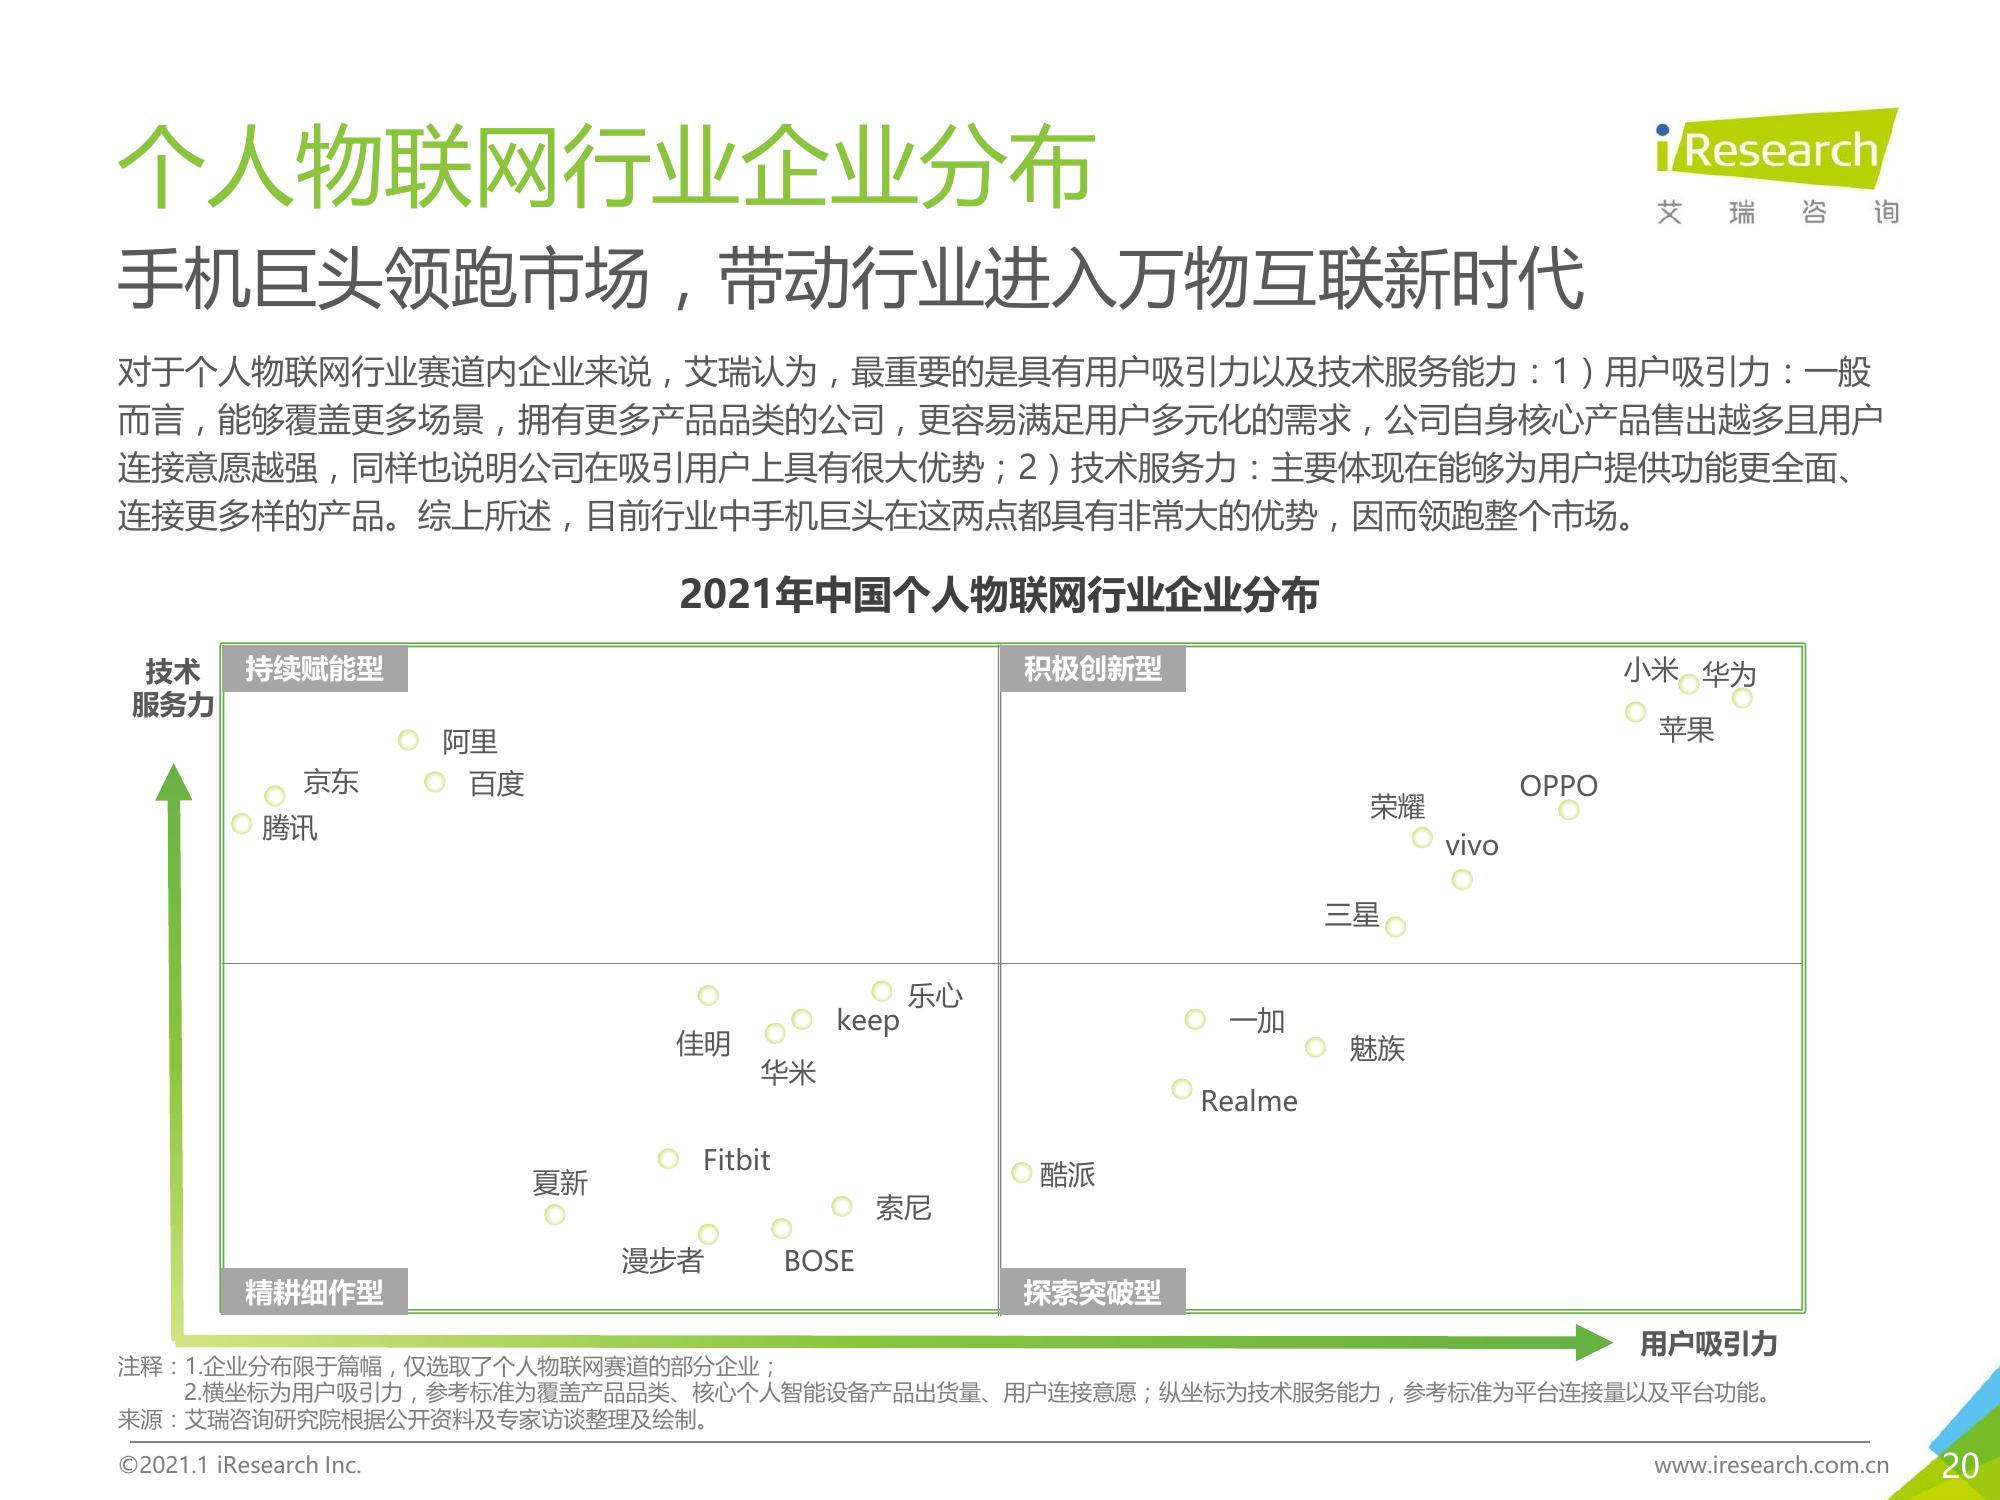 个人物联网行业企业分布
iResearch
艾瑞咨询
手机巨头领跑市场，带动行业进入万物互联新时代
对于个人物联网行业赛道内企业来说，艾瑞认为，最重要的是具有用户吸引力以及技术服务能力：1）用户吸引力：一般
而言，能够覆盖更多场景，拥有更多产品品类的公司，更容易满足用户多元化的需求，公司自身核心产品售出越多且用户
连接意愿越强，同样也说明公司在吸引用户上具有很大优势；2）技术服务力：主要体现在能够为用户提供功能更全面、
连接更多样的产品。综上所述，目前行业中手机巨头在这两点都具有非常大的优势，因而领跑整个市场。
2021年中国个人物联网行业企业分布
技术
服务力
持续赋能型
阿里
京东
百度
腾讯
积极创新型
小米
华为
苹果
OPPO
荣耀
vivo
三星
乐心
keep
佳明
华米
Fitbit
夏新
索尼
漫步者
BOSE
精耕细作型
一加
魅族
Realme
酷派
探索突破型
用户吸引力
注释：1.企业分布限于篇幅，仅选取了个人物联网赛道的部分企业；
2.横坐标为用户吸引力，参考标准为覆盖产品品类、核心个人智能设备产品出货量、用户连接意愿；纵坐标为技术服务能力，参考标准为平台连接量以及平台功能。
来源：艾瑞咨询研究院根据公开资料及专家访谈整理及绘制。
©2021.1 iResearch Inc.
www.iresearch.com.cn
20